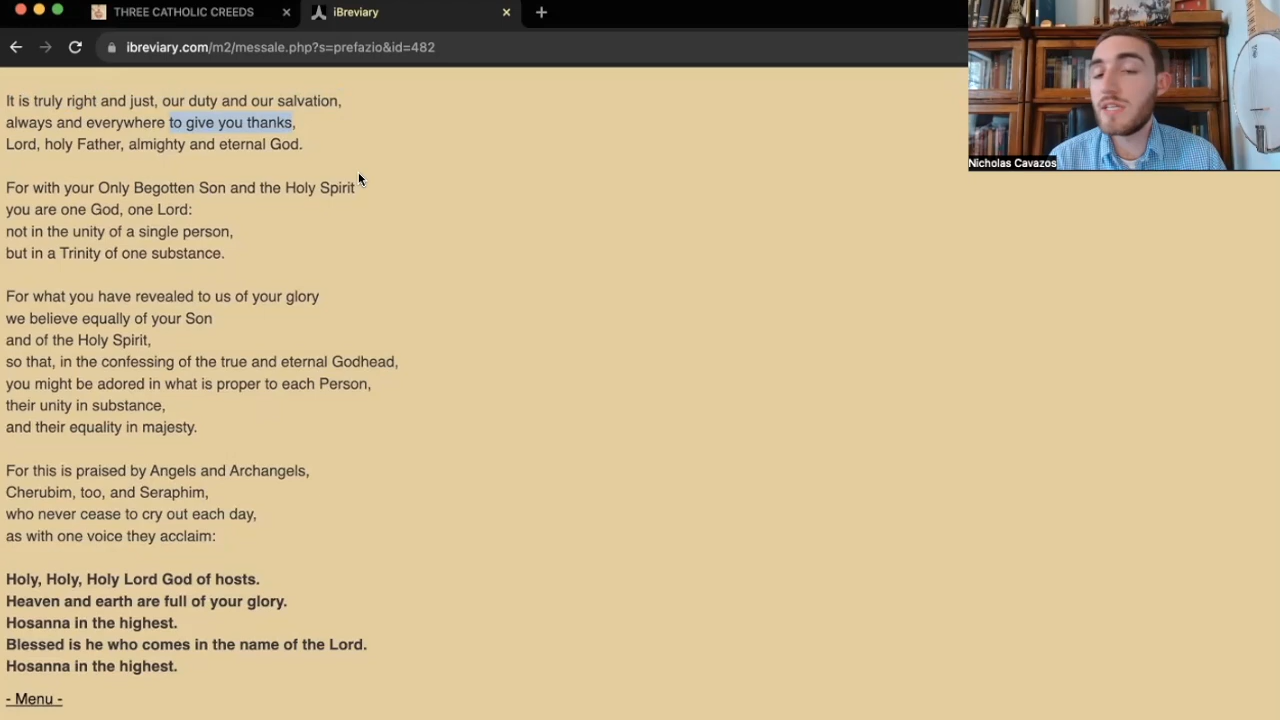 THREE CATHOLIC CREEDS
iBreviary
ibreviary.com/m2/messale.php?s=prefazio&id=482
Nicholas Cavazos
It is truly right and just, our duty and our salvation,
always and everywhere to give you thanks,
Lord, holy Father, almighty and eternal God.
For with your Only Begotten Son and the Holy Spirit
you are one God, one Lord:
not in the unity of a single person,
but in a Trinity of one substance.
For what you have revealed to us of your glory
we believe equally of your Son
and of the Holy Spirit,
so that, in the confessing of the true and eternal Godhead,
you might be adored in what is proper to each Person,
their unity in substance,
and their equality in majesty.
For this is praised by Angels and Archangels,
Cherubim, too, and Seraphim,
who never cease to cry out each day,
as with one voice they acclaim:
Holy, Holy, Holy Lord God of hosts.
Heaven and earth are full of your glory.
Hosanna in the highest.
Blessed is he who comes in the name of the Lord.
Hosanna in the highest.
- Menu -